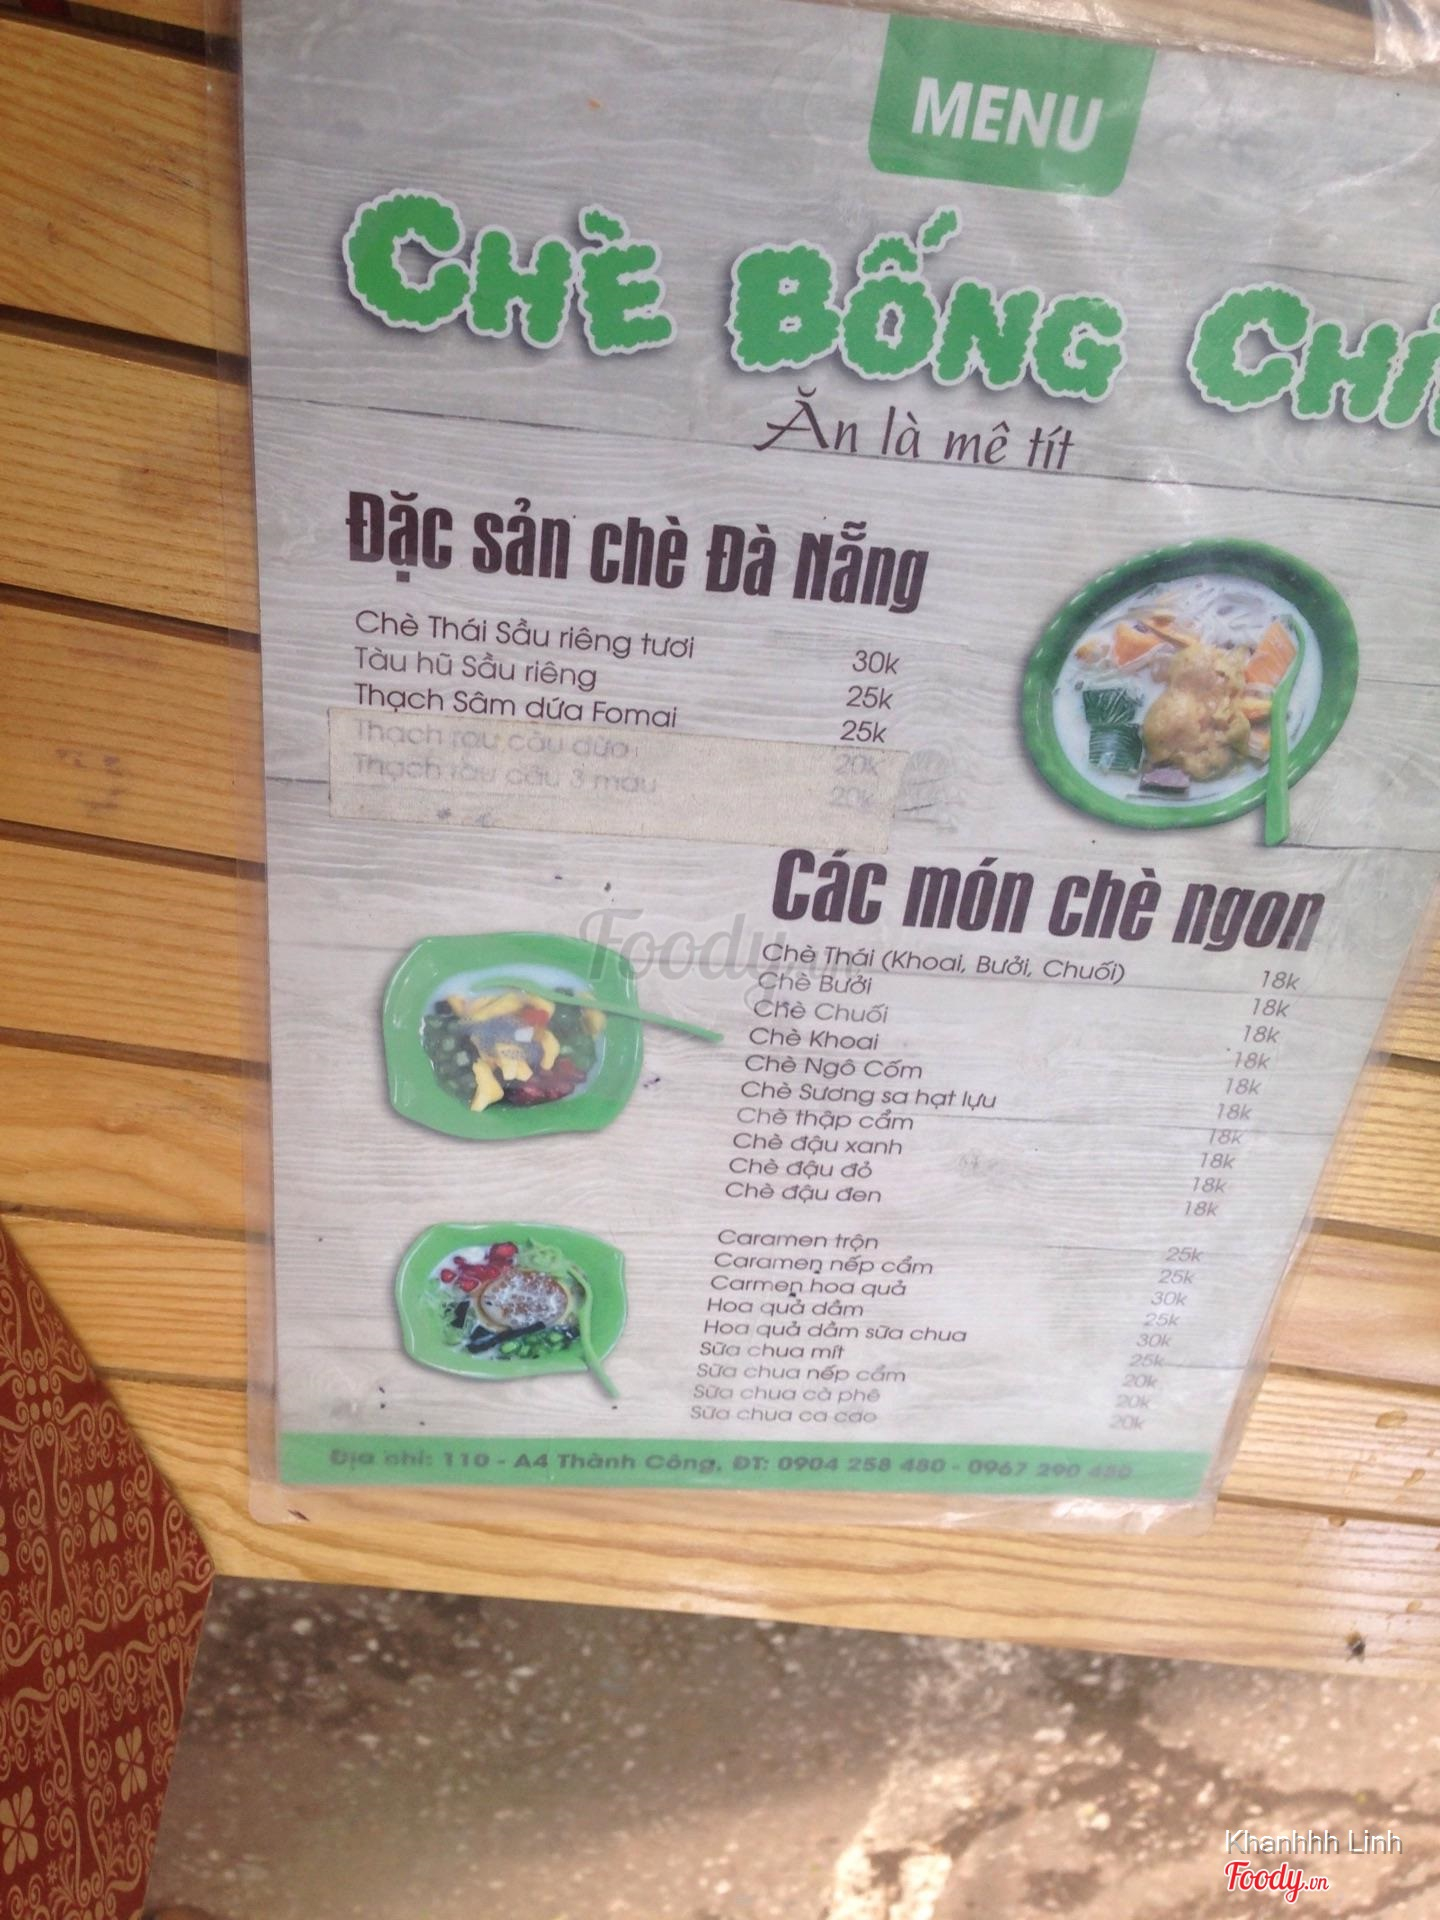 MENU
CHÈ BỐNG
Ăn là mê tít
Đặc sản chè Đà Nẵng
Chè Thái Sầu riêng tươi 30k
Tàu hũ Sầu riêng 25k
Thạch Sâm dứa Fomai 25k
Thạch rau câu dừa 20k
Thạch rau câu 3 màu 20k
Các món chè ngon
Chè Thái (Khoai, Bưởi, Chuối) 18k
Chè Bưởi 18k
Chè Chuối 18k
Chè Khoai 18k
Chè Ngô Cốm 18k
Chè Sương sa hạt lựu 18k
Chè thập cẩm 18k
Chè đậu xanh 18k
Chè đậu đỏ 18k
Chè đậu đen 18k
Caramen trộn 25k
Caramen nếp cẩm 25k
Carmen hoa quả 30k
Hoa quả dầm 25k
Hoa quả dầm sữa chua 30k
Sữa chua mít 25k
Sữa chua nếp cẩm 20k
Sữa chua cà phê 20k
Sữa chua ca cao 20k
Địa chỉ: 110 - A4 Thành Công, ĐT: 0904 258 480 - 0967 290 480
Foody.vn
Khanhhh Linh
Foody.vn